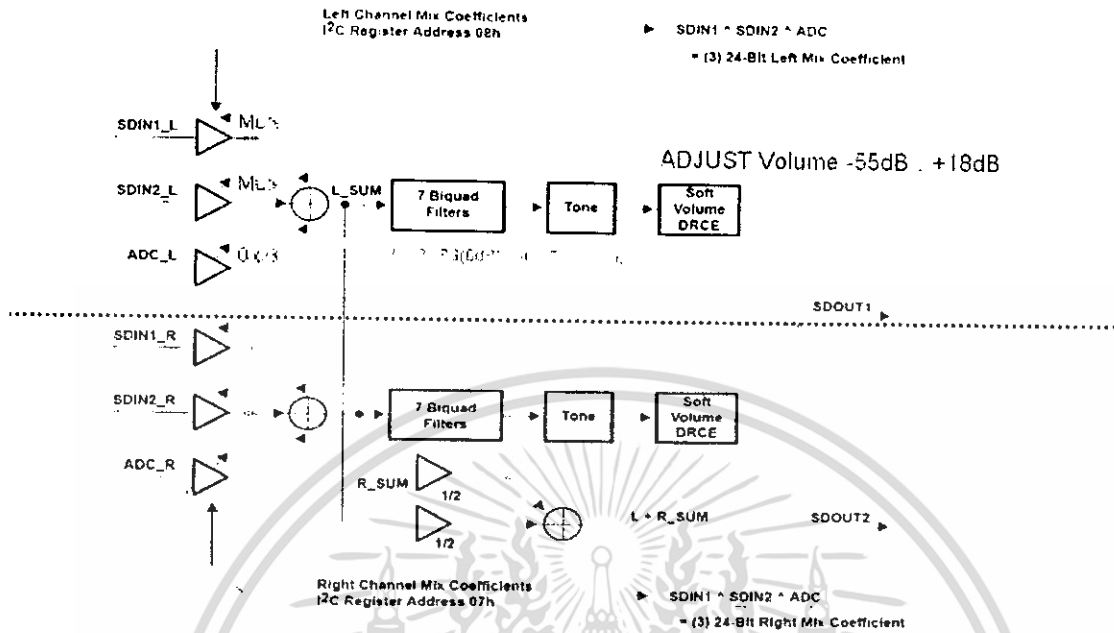 Left Channel Mix Coefficients
I²C Register Address 08h
SDIN1 ^ SDIN2 ^ ADC
= (3) 24-Bit Left Mix Coefficient
SDIN1_L
ADJUST Volume -55dB . +18dB
SDIN2_L
L_SUM
7 Biquad
Filters
Tone
Soft
Volume
DRCE
ADC_L
SDOUT1
SDIN1_R
SDIN2_R
7 Biquad
Filters
Tone
Soft
Volume
DRCE
ADC_R
R_SUM
1/2
1/2
L + R_SUM
SDOUT2
Right Channel Mix Coefficients
I²C Register Address 07h
SDIN1 ^ SDIN2 ^ ADC
= (3) 24-Bit Right Mix Coefficient